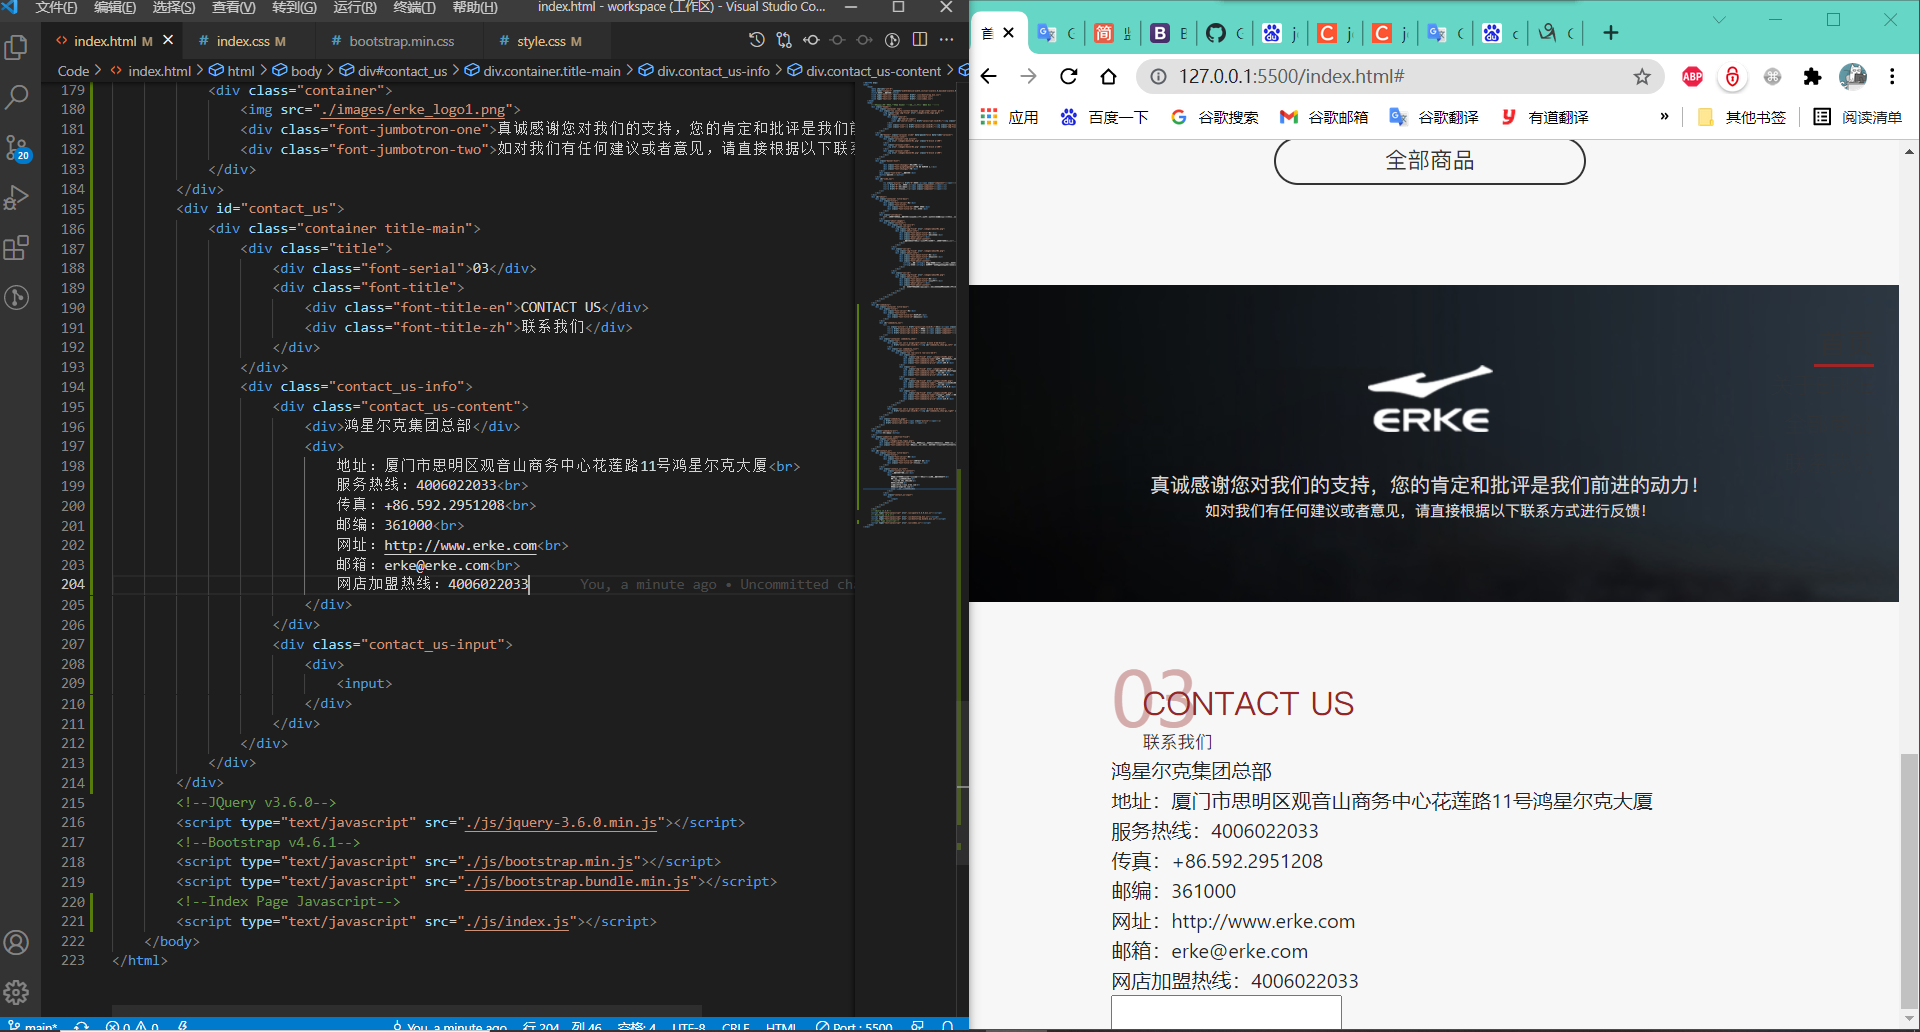 文件(F) 编辑(E) 选择(S) 查看(V) 转到(G) 运行(R) 终端(T) 帮助(H) index.html - workspace (工作区) - Visual Studio Co...
index.html M index.css M bootstrap.min.css style.css M
Code > index.html > html > body > div#contact_us > div.container.title-main > div.contact_us-info > div.contact_us-content >
179 <div class="container">
180 <img src="./images/erke_logo1.png">
181 <div class="font-jumbotron-one">真诚感谢您对我们的支持，您的肯定和批评是我们
182 <div class="font-jumbotron-two">如对我们有任何建议或者意见，请直接根据以下联
183 </div>
184 </div>
185 <div id="contact_us">
186 <div class="container title-main">
187 <div class="title">
188 <div class="font-serial">03</div>
189 <div class="font-title">
190 <div class="font-title-en">CONTACT US</div>
191 <div class="font-title-zh">联系我们</div>
192 </div>
193 </div>
194 <div class="contact_us-info">
195 <div class="contact_us-content">
196 <div>鸿星尔克集团总部</div>
197 <div>
198 地址：厦门市思明区观音山商务中心花莲路11号鸿星尔克大厦<br>
199 服务热线：4006022033<br>
200 传真：+86.592.2951208<br>
201 邮编：361000<br>
202 网址：http://www.erke.com<br>
203 邮箱：erke@erke.com<br>
204 网店加盟热线：4006022033 You, a minute ago • Uncommitted ch
205 </div>
206 </div>
207 <div class="contact_us-input">
208 <div>
209 <input>
210 </div>
211 </div>
212 </div>
213 </div>
214 </div>
215 <!--JQuery v3.6.0-->
216 <script type="text/javascript" src="./js/jquery-3.6.0.min.js"></script>
217 <!--Bootstrap v4.6.1-->
218 <script type="text/javascript" src="./js/bootstrap.min.js"></script>
219 <script type="text/javascript" src="./js/bootstrap.bundle.min.js"></script>
220 <!--Index Page Javascript-->
221 <script type="text/javascript" src="./js/index.js"></script>
222 </body>
223 </html>
20
main* 0 0 You, a minute ago 行 204, 列 46 空格: 4 UTF-8 CRLF HTML Port : 5500
127.0.0.1:5500/index.html#
ABP
应用 百度一下 谷歌搜索 谷歌邮箱 谷歌翻译 有道翻译 » 其他书签 阅读清单
全部商品
ERKE
真诚感谢您对我们的支持，您的肯定和批评是我们前进的动力！
如对我们有任何建议或者意见，请直接根据以下联系方式进行反馈！
03
CONTACT US
联系我们
鸿星尔克集团总部
地址：厦门市思明区观音山商务中心花莲路11号鸿星尔克大厦
服务热线：4006022033
传真：+86.592.2951208
邮编：361000
网址：http://www.erke.com
邮箱：erke@erke.com
网店加盟热线：4006022033